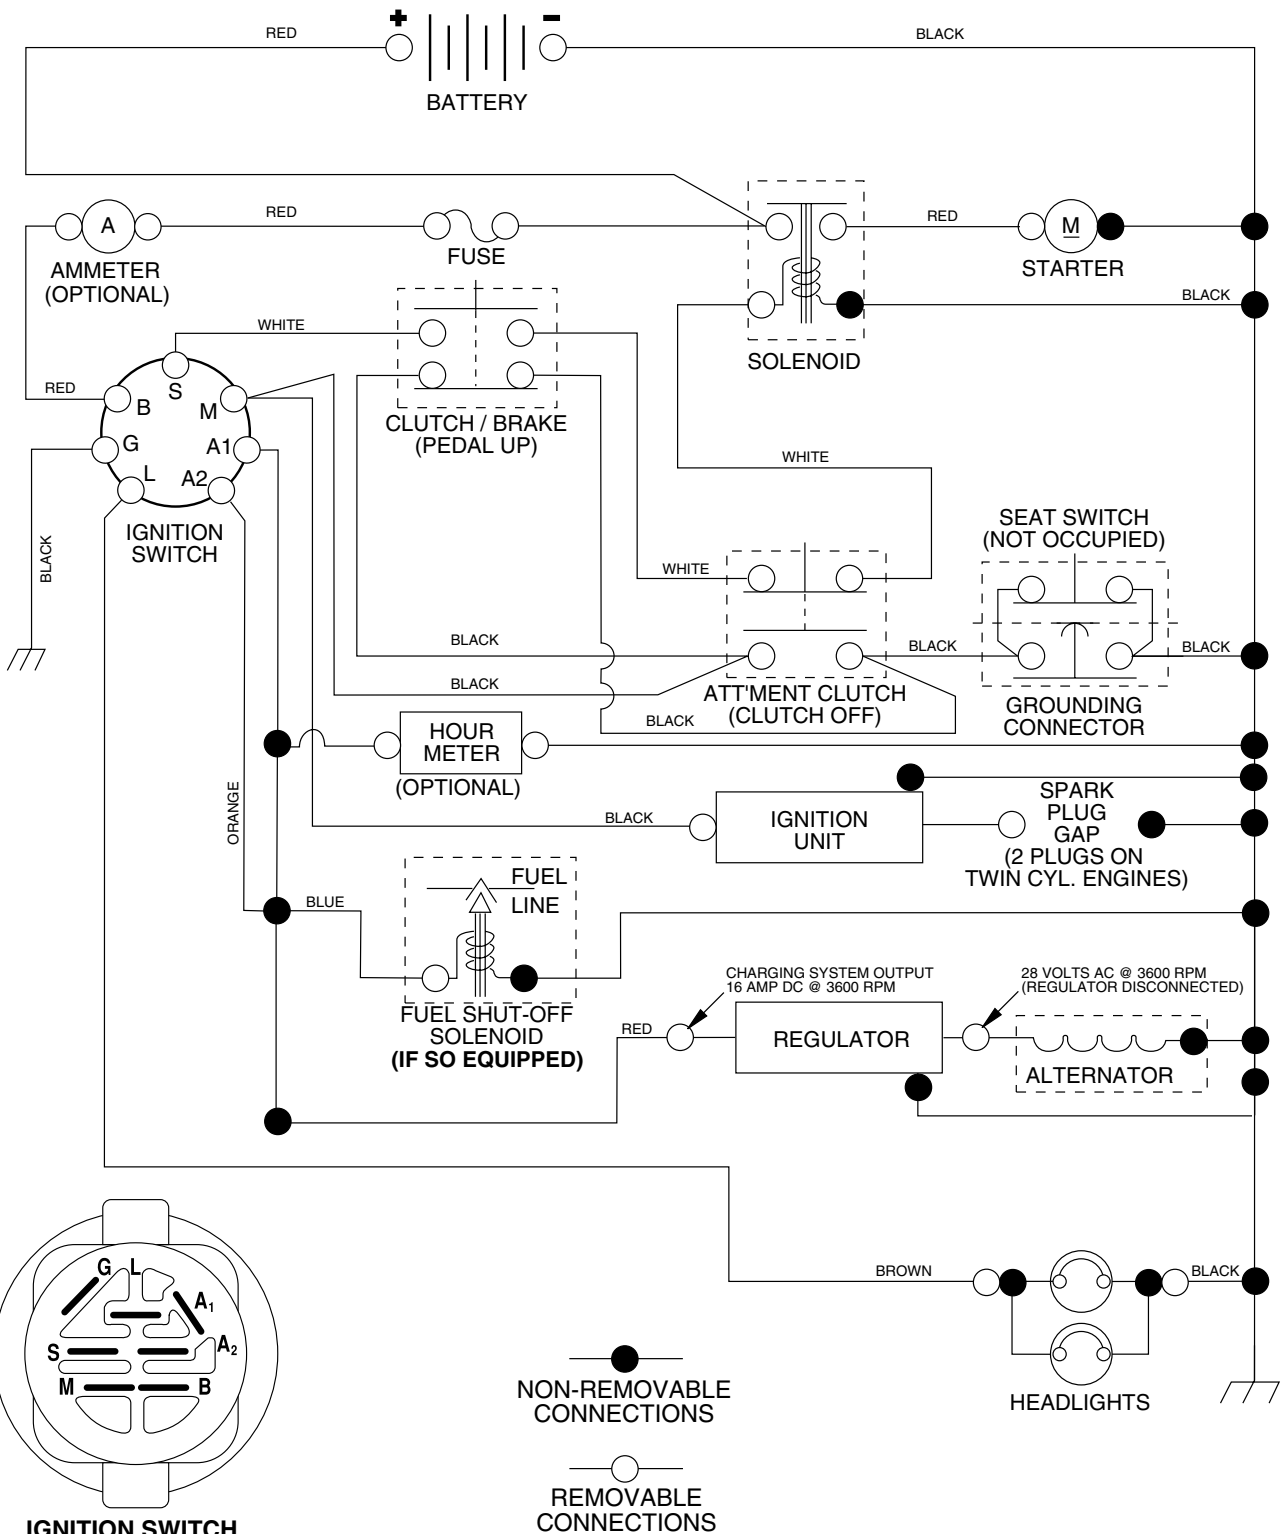 + −
RED
BLACK
BATTERY
A
RED
RED
M
FUSE
AMMETER
(OPTIONAL)
STARTER
BLACK
WHITE
SOLENOID
RED
S
B
M
CLUTCH / BRAKE
(PEDAL UP)
G
A1
L
A2
WHITE
IGNITION
SWITCH
BLACK
SEAT SWITCH
(NOT OCCUPIED)
WHITE
BLACK
BLACK
BLACK
BLACK
ATT'MENT CLUTCH
(CLUTCH OFF)
BLACK
GROUNDING
CONNECTOR
HOUR
METER
(OPTIONAL)
ORANGE
BLACK
IGNITION
UNIT
SPARK
PLUG
GAP
(2 PLUGS ON
TWIN CYL. ENGINES)
FUEL
LINE
BLUE
FUEL SHUT-OFF
SOLENOID
(IF SO EQUIPPED)
CHARGING SYSTEM OUTPUT
16 AMP DC @ 3600 RPM
28 VOLTS AC @ 3600 RPM
(REGULATOR DISCONNECTED)
RED
REGULATOR
ALTERNATOR
BROWN
BLACK
HEADLIGHTS
G L
A1
S
A2
M
B
IGNITION SWITCH
NON-REMOVABLE
CONNECTIONS
REMOVABLE
CONNECTIONS